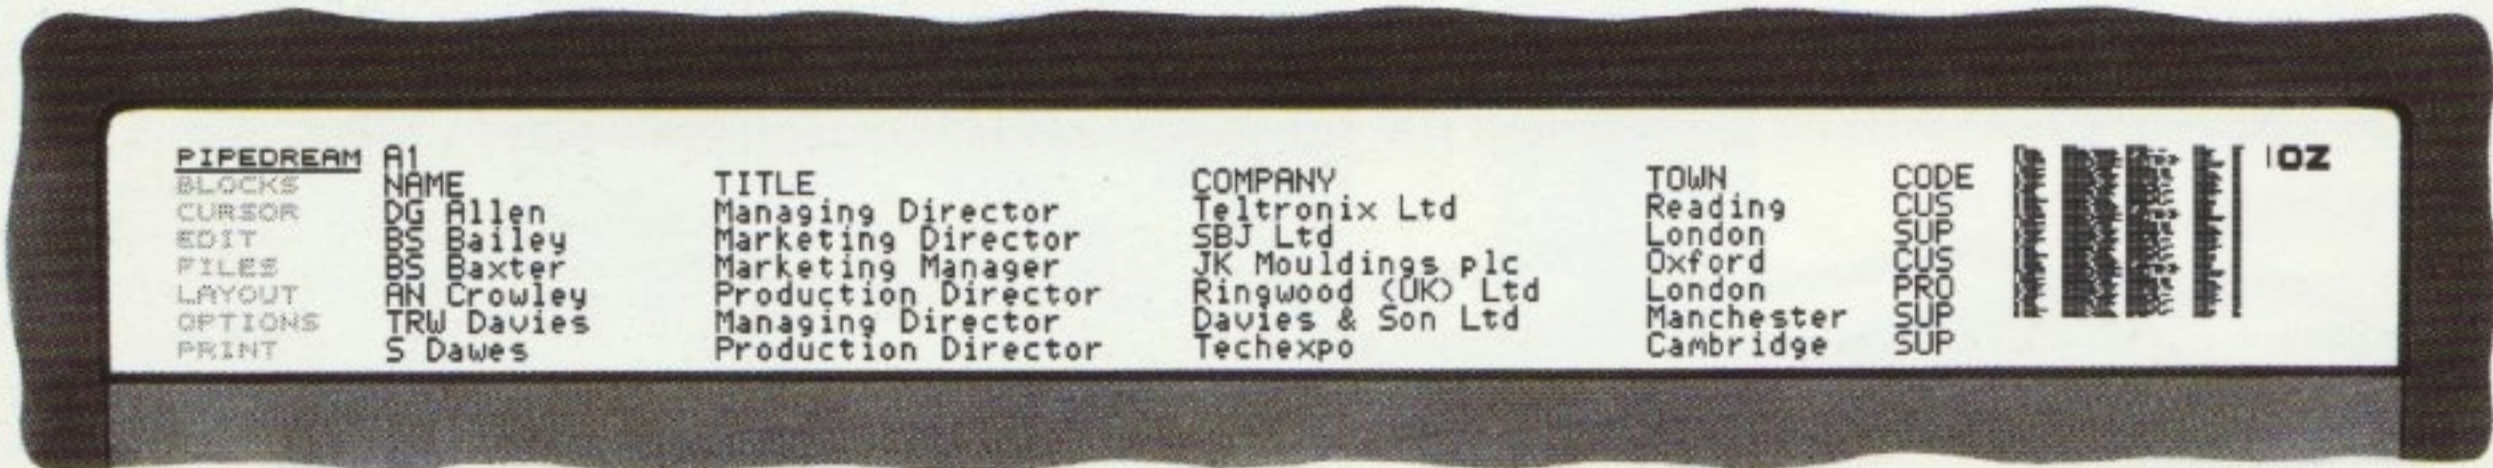 PIPEDREAM A1 OZ
BLOCKS NAME TITLE COMPANY TOWN CODE
CURSOR DG Allen Managing Director Teltronix Ltd Reading CUS
EDIT BS Bailey Marketing Director SBJ Ltd London SUP
FILES BS Baxter Marketing Manager JK Mouldings plc Oxford CUS
LAYOUT AN Crowley Production Director Ringwood (UK) Ltd London PRO
OPTIONS TRW Davies Managing Director Davies & Son Ltd Manchester SUP
PRINT S Dawes Production Director Techexpo Cambridge SUP